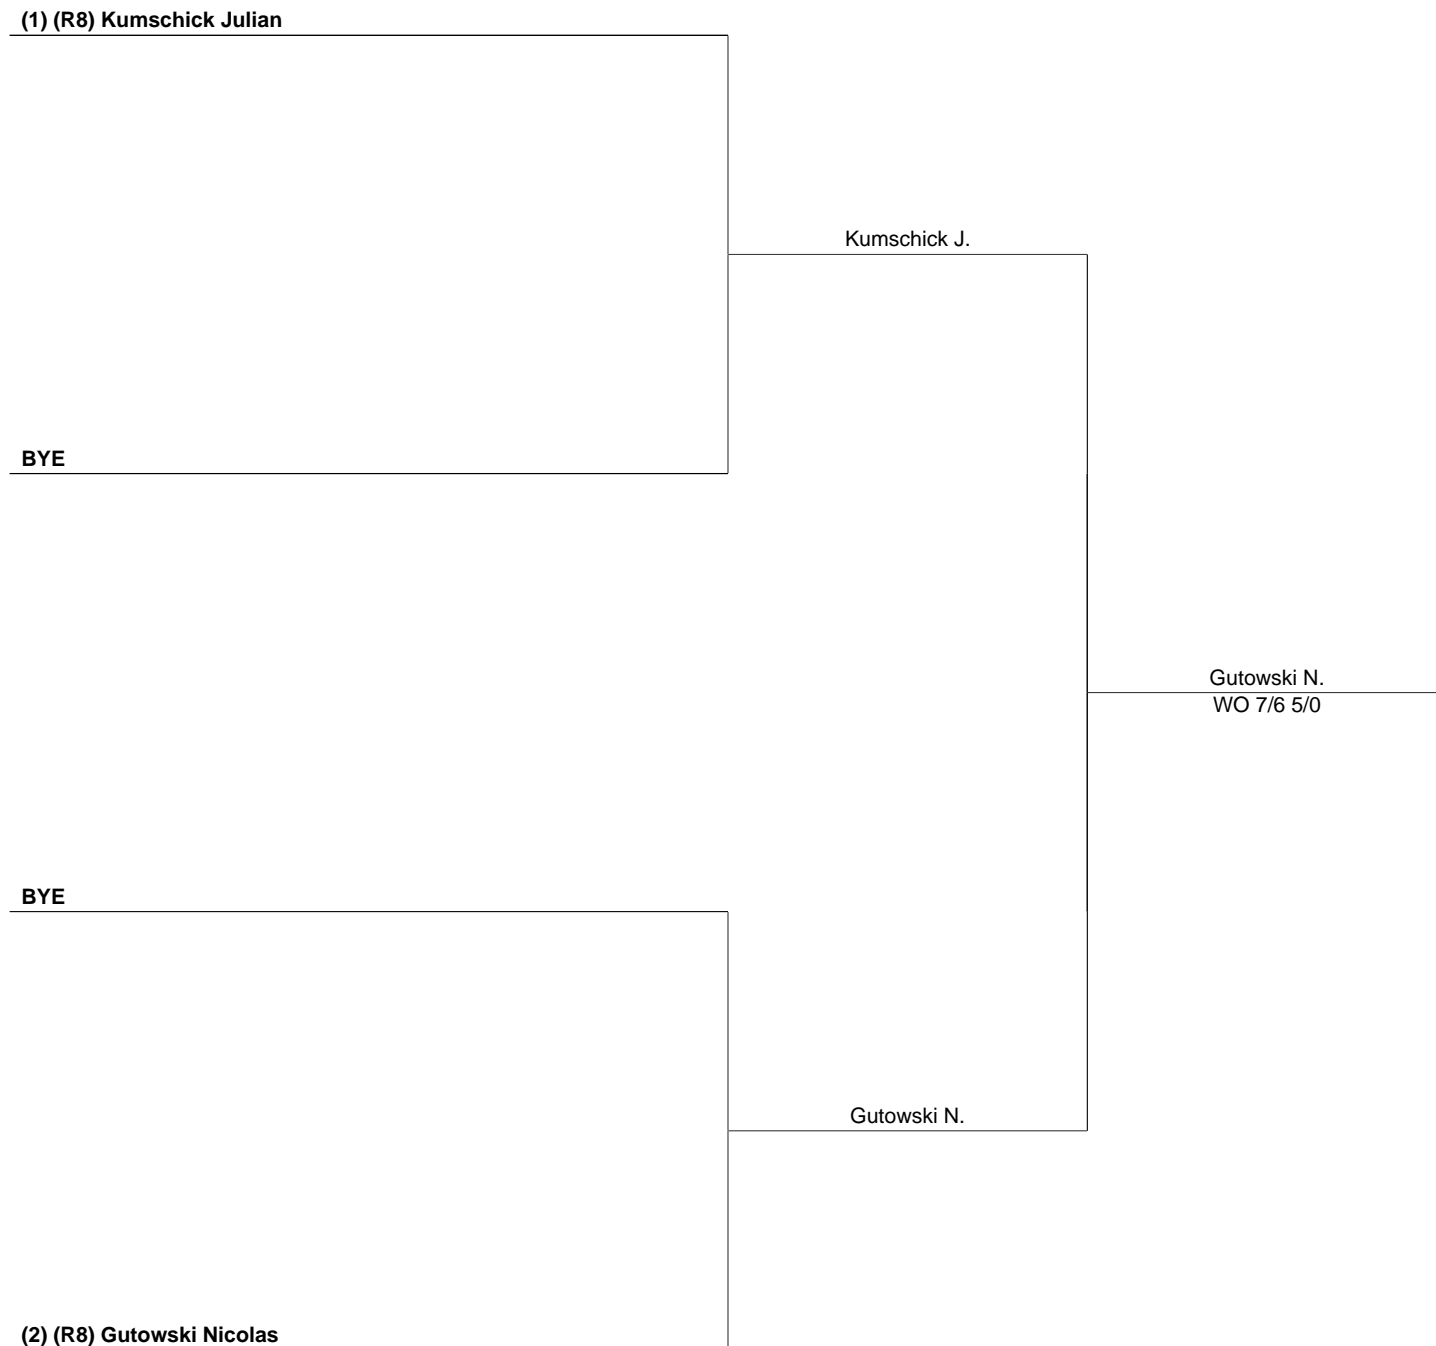 (1) (R8) Kumschick Julian
Kumschick J.
BYE
Gutowski N.
WO 7/6 5/0
BYE
Gutowski N.
(2) (R8) Gutowski Nicolas